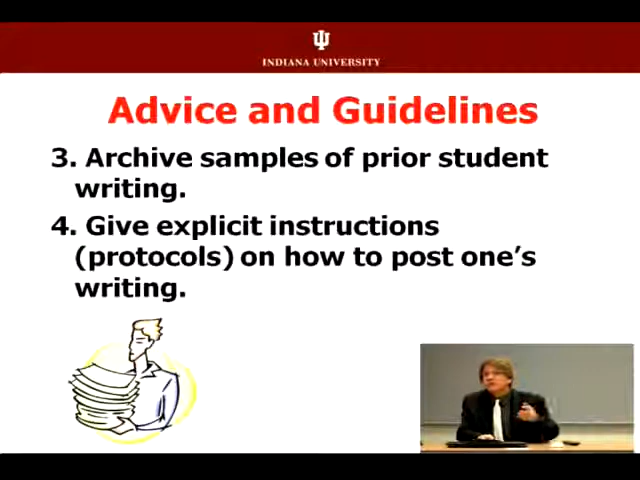 INDIANA UNIVERSITY
Advice and Guidelines
3. Archive samples of prior student
writing.
4. Give explicit instructions
(protocols) on how to post one's
writing.